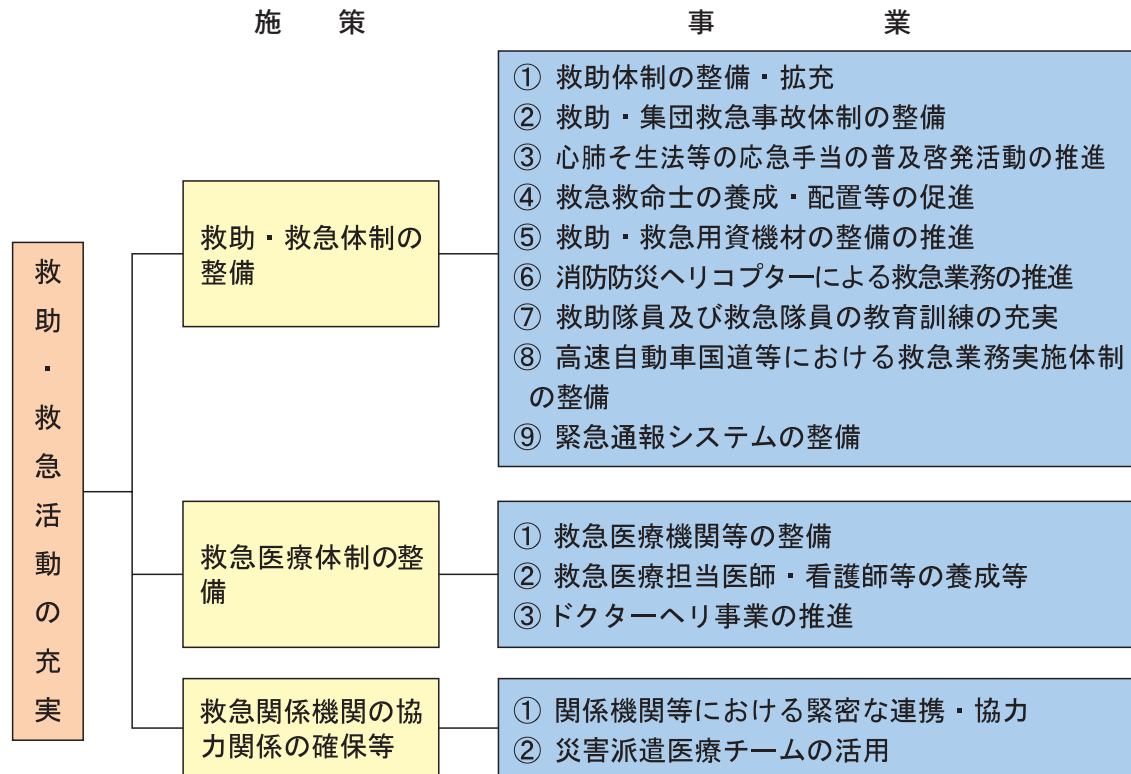 施策 事業
救助・救急活動の充実
救助・救急体制の
整備
① 救助体制の整備・拡充
② 救助・集団救急事故体制の整備
③ 心肺そ生法等の応急手当の普及啓発活動の推進
④ 救急救命士の養成・配置等の促進
⑤ 救助・救急用資機材の整備の推進
⑥ 消防防災ヘリコプターによる救急業務の推進
⑦ 救助隊員及び救急隊員の教育訓練の充実
⑧ 高速自動車国道等における救急業務実施体制
の整備
⑨ 緊急通報システムの整備
救急医療体制の整
備
① 救急医療機関等の整備
② 救急医療担当医師・看護師等の養成等
③ ドクターヘリ事業の推進
救急関係機関の協
力関係の確保等
① 関係機関等における緊密な連携・協力
② 災害派遣医療チームの活用